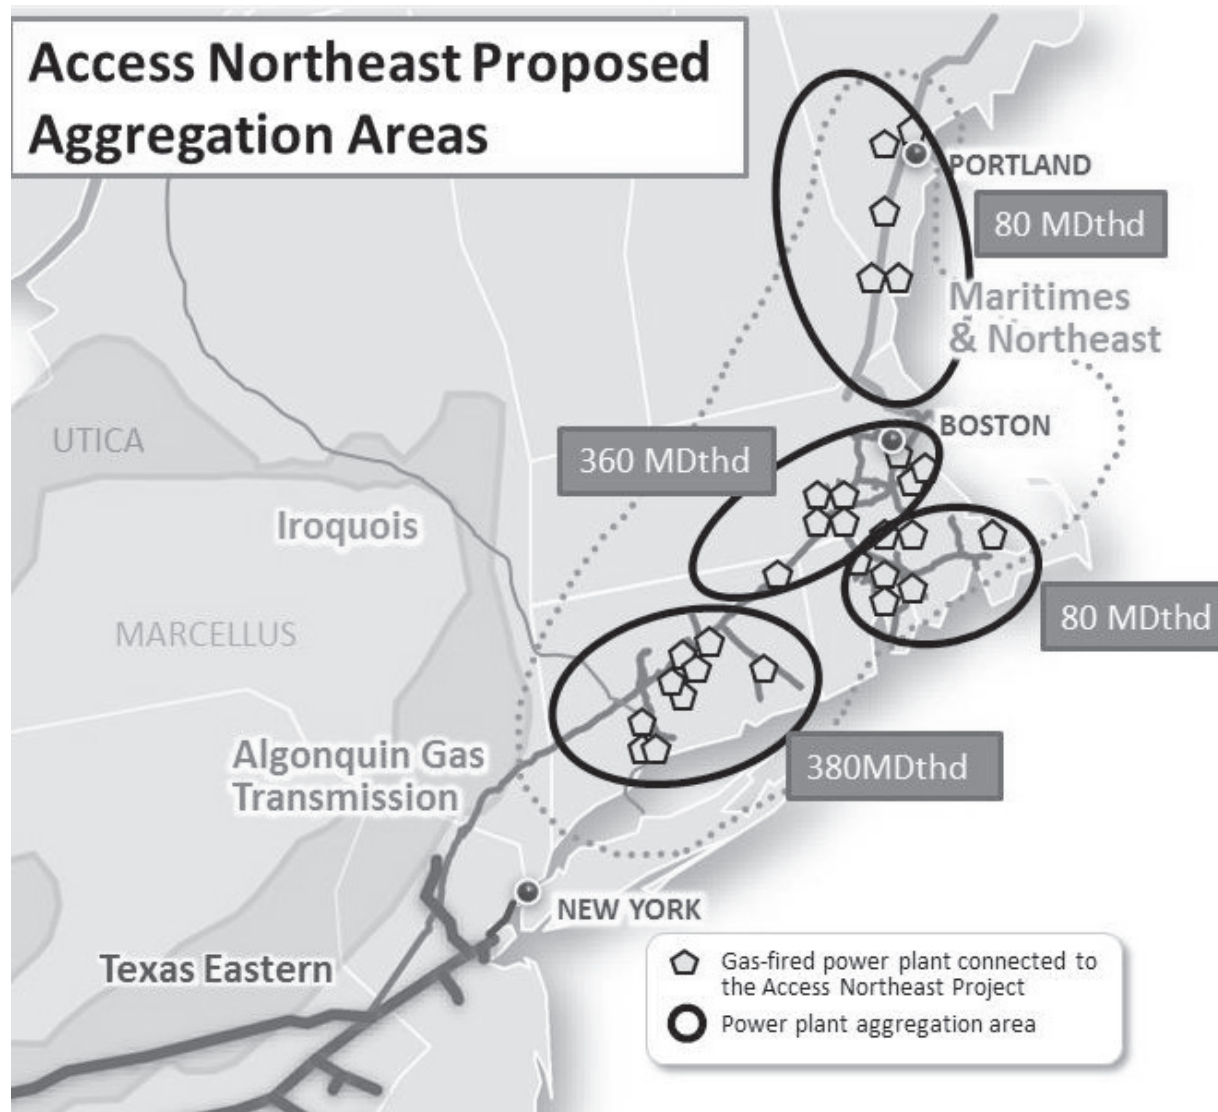 Access Northeast Proposed
Aggregation Areas
PORTLAND
80 MDthd
Maritimes
& Northeast
BOSTON
360 MDthd
UTICA
Iroquois
MARCELLUS
80 MDthd
Algonquin Gas
Transmission
380MDthd
NEW YORK
Texas Eastern
Gas-fired power plant connected to
the Access Northeast Project
Power plant aggregation area